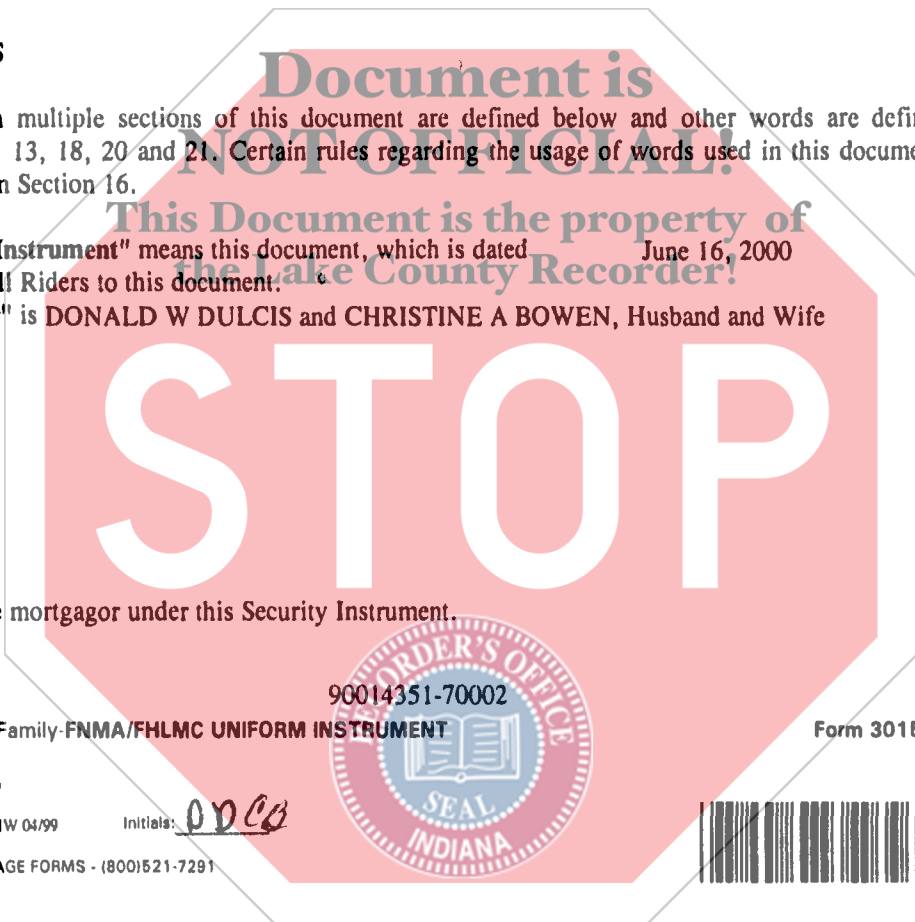 S
Document is
multiple sections of this document are defined below and other words are defi
13, 18, 20 and 21. Certain rules regarding the usage of words used in this docume
NOT OFFICIAL!
n Section 16.
This Document is the property of
Instrument" means this document, which is dated June 16, 2000
the Lake County Recorder!
ll Riders to this document.
" is DONALD W DULCIS and CHRISTINE A BOWEN, Husband and Wife
STOP
e mortgagor under this Security Instrument.
RECORDER'S OFFICE
90014351-70002
Family-FNMA/FHLMC UNIFORM INSTRUMENT Form 301
SEAL
W 04/99 Initials: DD CB
INDIANA
AGE FORMS - (800)521-7291